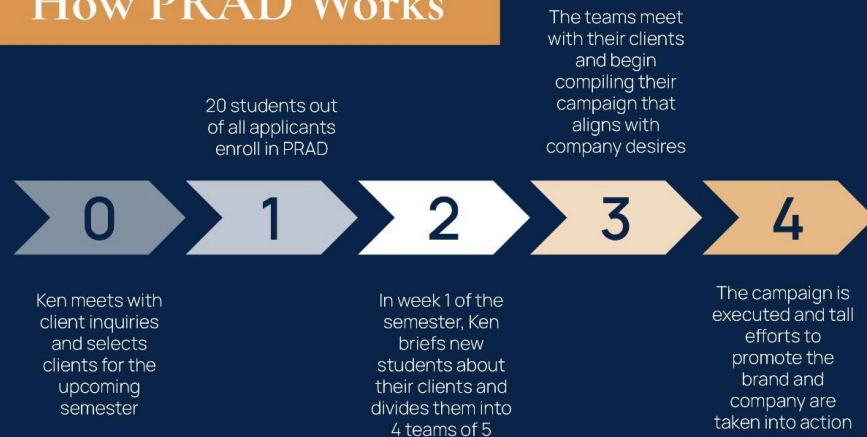 How PRAD Works
0
Ken meets with
client inquiries
and selects
clients for the
upcoming
semester
20 students out
of all applicants
enroll in PRAD
1
2
In week 1 of the
semester, Ken
briefs new
students about
their clients and
divides them into
4 teams of 5
The teams meet
with their clients
and begin
compiling their
campaign that
aligns with
company desires
3
4
The campaign is
executed and tall
efforts to
promote the
brand and
company are
taken into action